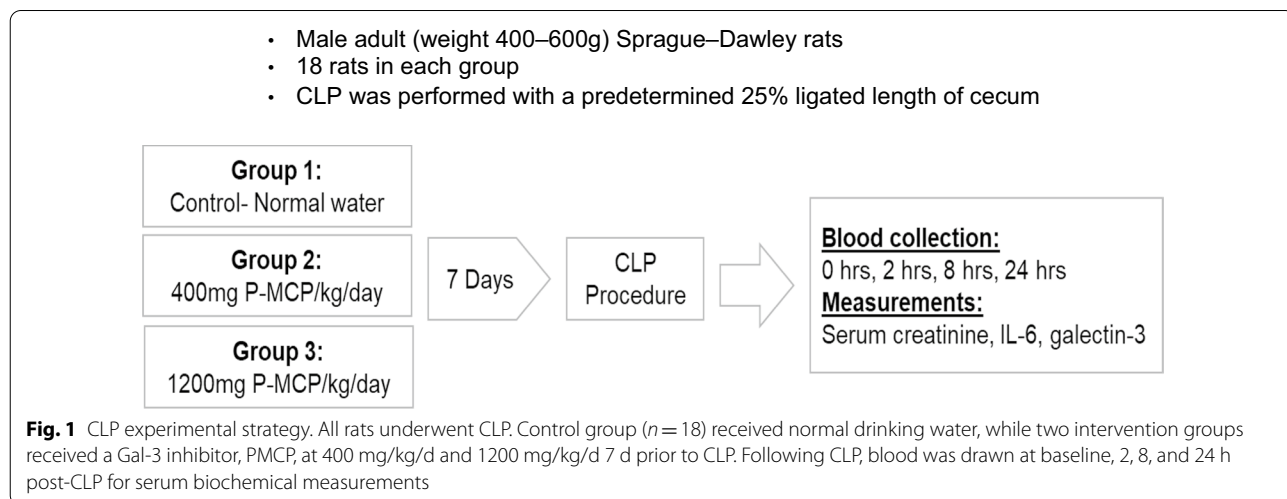 • Male adult (weight 400–600g) Sprague–Dawley rats
• 18 rats in each group
• CLP was performed with a predetermined 25% ligated length of cecum
Group 1:
Control- Normal water
Group 2:
400mg P-MCP/kg/day
Group 3:
1200mg P-MCP/kg/day
7 Days
CLP
Procedure
Blood collection:
0 hrs, 2 hrs, 8 hrs, 24 hrs
Measurements:
Serum creatinine, IL-6, galectin-3
Fig. 1 CLP experimental strategy. All rats underwent CLP. Control group (n = 18) received normal drinking water, while two intervention groups
received a Gal-3 inhibitor, PMCP, at 400 mg/kg/d and 1200 mg/kg/d 7 d prior to CLP. Following CLP, blood was drawn at baseline, 2, 8, and 24 h
post-CLP for serum biochemical measurements